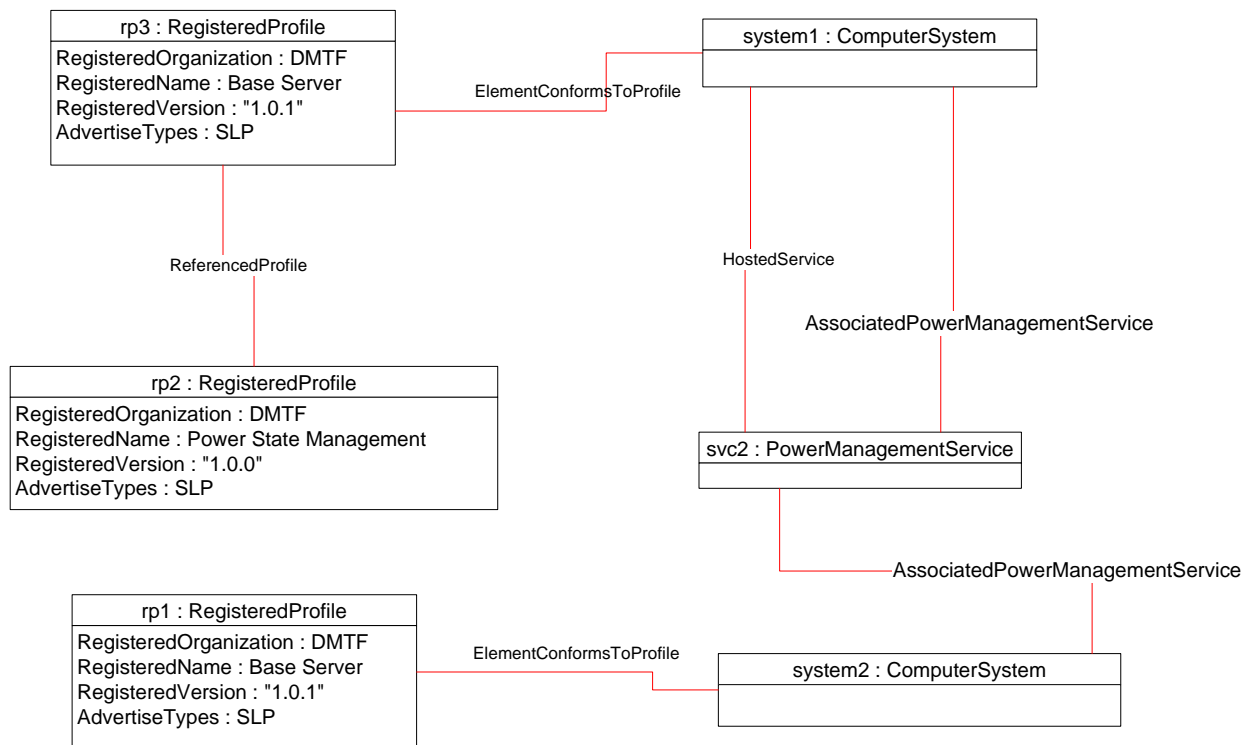 rp3 : RegisteredProfile
RegisteredOrganization : DMTF
RegisteredName : Base Server
RegisteredVersion : "1.0.1"
AdvertiseTypes : SLP
ElementConformsToProfile
system1 : ComputerSystem
ReferencedProfile
HostedService
AssociatedPowerManagementService
rp2 : RegisteredProfile
RegisteredOrganization : DMTF
RegisteredName : Power State Management
RegisteredVersion : "1.0.0"
AdvertiseTypes : SLP
svc2 : PowerManagementService
AssociatedPowerManagementService
rp1 : RegisteredProfile
RegisteredOrganization : DMTF
RegisteredName : Base Server
RegisteredVersion : "1.0.1"
AdvertiseTypes : SLP
ElementConformsToProfile
system2 : ComputerSystem